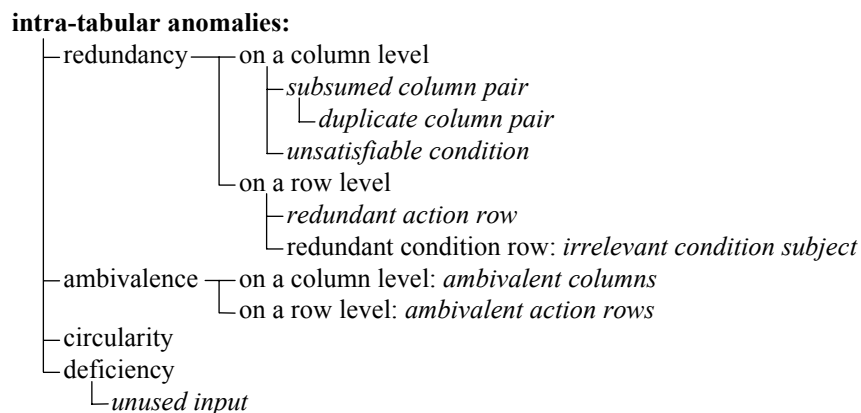 intra-tabular anomalies:
redundancy on a column level
subsumed column pair
duplicate column pair
unsatisfiable condition
on a row level
redundant action row
redundant condition row: irrelevant condition subject
ambivalence on a column level: ambivalent columns
on a row level: ambivalent action rows
circularity
deficiency
unused input